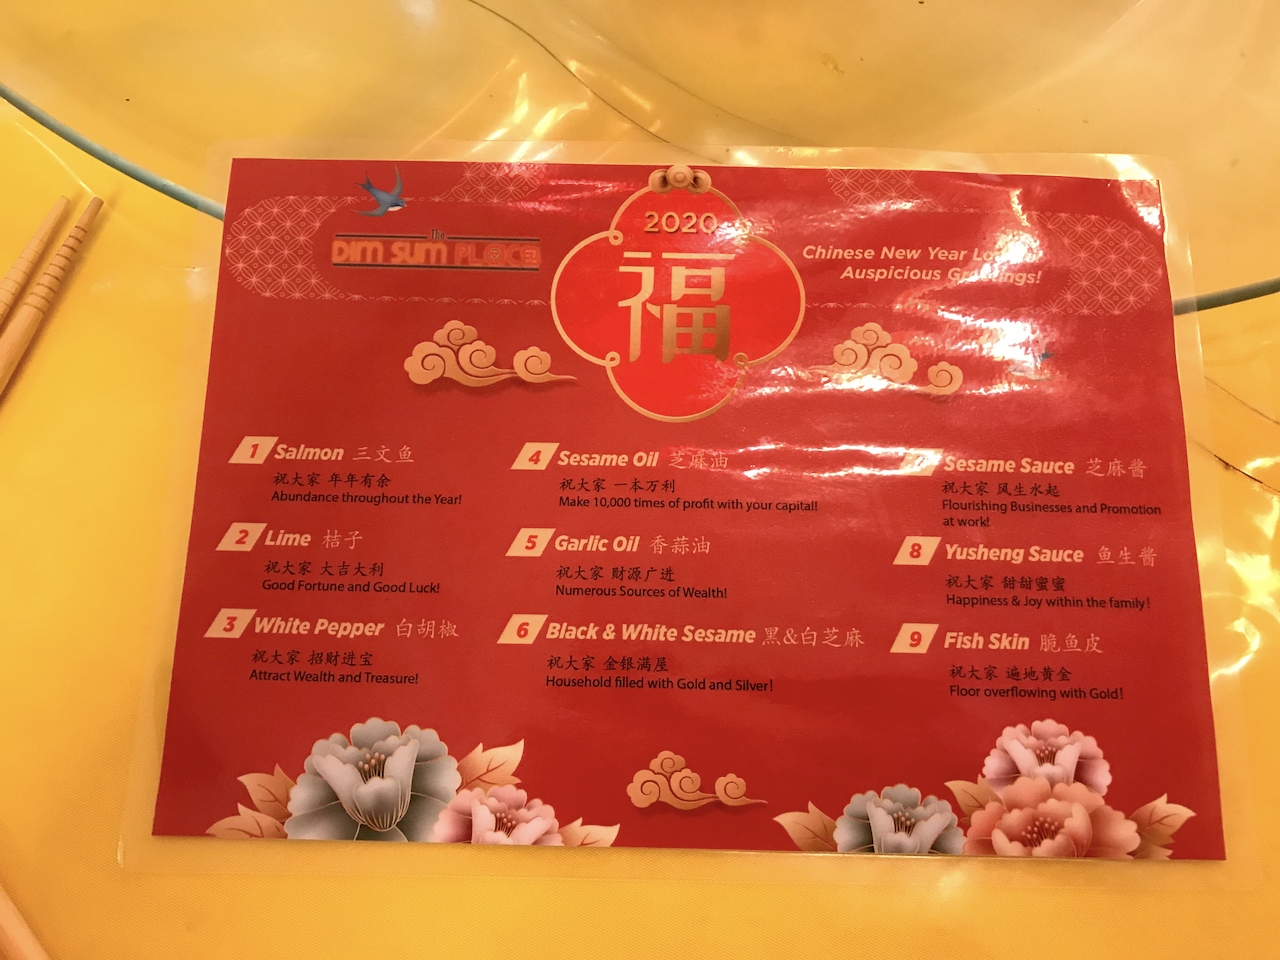 the
DIM SUM PLACE
2020
福
Chinese New Year
Auspicious
1 Salmon 三文鱼
祝大家 年年有余
Abundance throughout the Year!
2 Lime 桔子
祝大家 大吉大利
Good Fortune and Good Luck!
3 White Pepper 白胡椒
祝大家 招财进宝
Attract Wealth and Treasure!
4 Sesame Oil 芝麻油
祝大家 一本万利
Make 10,000 times of profit with your capital!
5 Garlic Oil 香蒜油
祝大家 财源广进
Numerous Sources of Wealth!
6 Black & White Sesame 黑&白芝麻
祝大家 金银满屋
Household filled with Gold and Silver!
Sesame Sauce 芝麻酱
祝大家 风生水起
Flourishing Businesses and Promotion
at work!
8 Yusheng Sauce 鱼生酱
祝大家 甜甜蜜蜜
Happiness & Joy within the family!
9 Fish Skin 脆鱼皮
祝大家 遍地黄金
Floor overflowing with Gold!